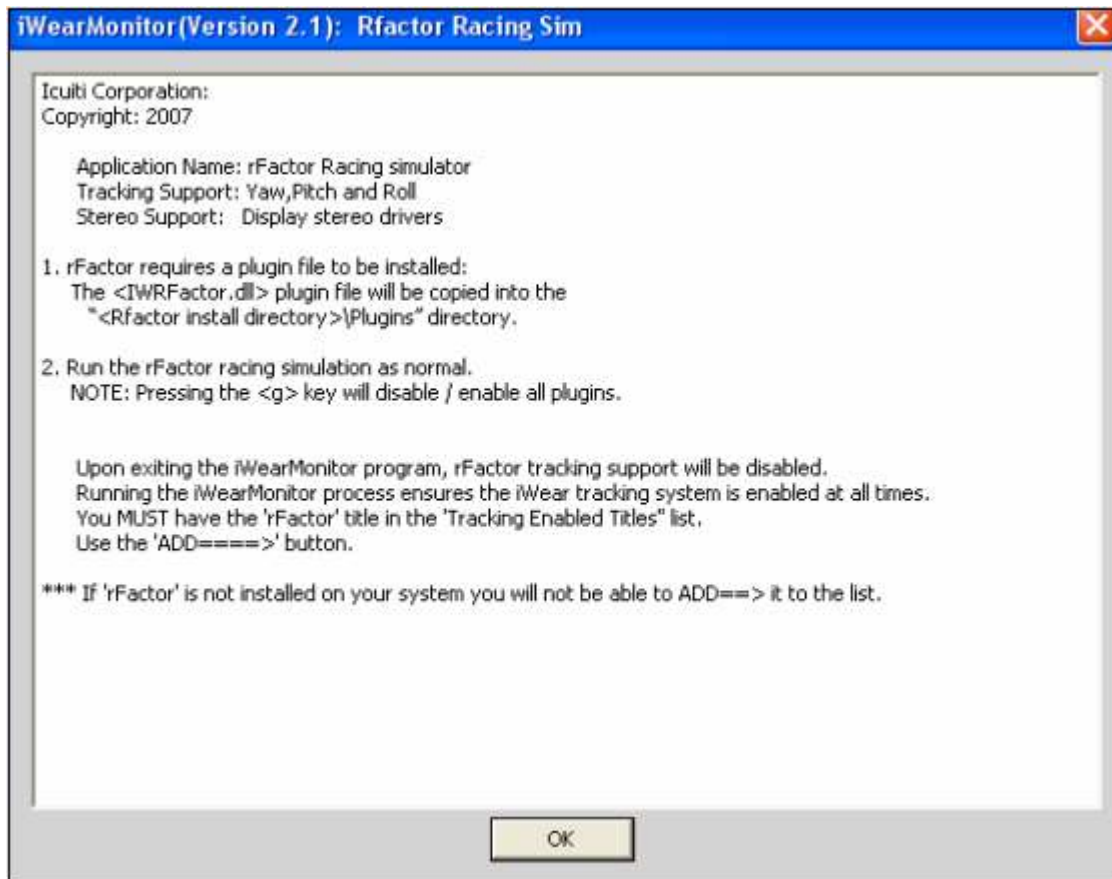 iWearMonitor(Version 2.1):  Rfactor Racing Sim
Icuiti Corporation:
Copyright: 2007
Application Name: rFactor Racing simulator
Tracking Support: Yaw,Pitch and Roll
Stereo Support:   Display stereo drivers
1. rFactor requires a plugin file to be installed:
The <IWRFactor.dll> plugin file will be copied into the
“<Rfactor install directory>\Plugins” directory.
2. Run the rFactor racing simulation as normal.
NOTE: Pressing the <g> key will disable / enable all plugins.
Upon exiting the iWearMonitor program, rFactor tracking support will be disabled.
Running the iWearMonitor process ensures the iWear tracking system is enabled at all times.
You MUST have the 'rFactor' title in the 'Tracking Enabled Titles" list.
Use the 'ADD====>' button.
*** If 'rFactor' is not installed on your system you will not be able to ADD==> it to the list.
OK